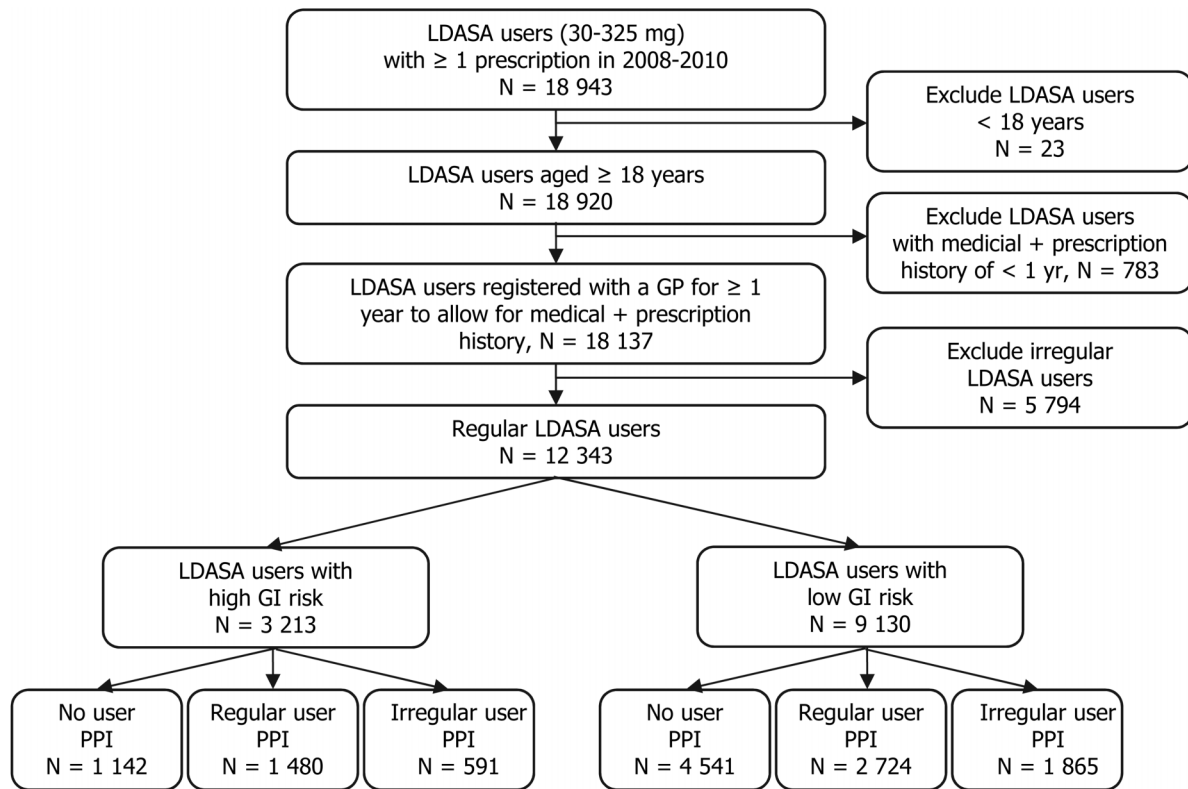 LDASA users (30-325 mg)
with ≥ 1 prescription in 2008-2010
N = 18 943
Exclude LDASA users
< 18 years
N = 23
LDASA users aged ≥ 18 years
N = 18 920
Exclude LDASA users
with medicial + prescription
history of < 1 yr, N = 783
LDASA users registered with a GP for ≥ 1
year to allow for medical + prescription
history, N = 18 137
Exclude irregular
LDASA users
N = 5 794
Regular LDASA users
N = 12 343
LDASA users with
high GI risk
N = 3 213
LDASA users with
low GI risk
N = 9 130
No user
PPI
N = 1 142
Regular user
PPI
N = 1 480
Irregular user
PPI
N = 591
No user
PPI
N = 4 541
Regular user
PPI
N = 2 724
Irregular user
PPI
N = 1 865